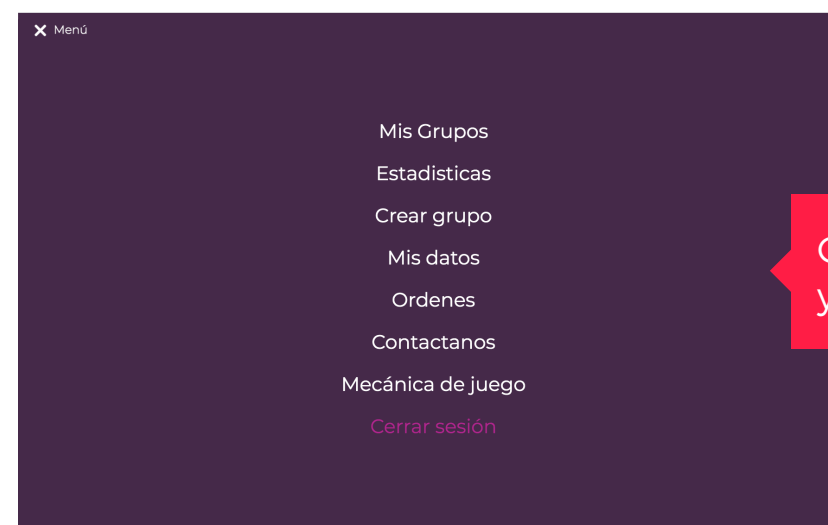 Menú
Mis Grupos
Estadisticas
Crear grupo
Mis datos
Ordenes
Contactanos
Mecánica de juego
Cerrar sesión